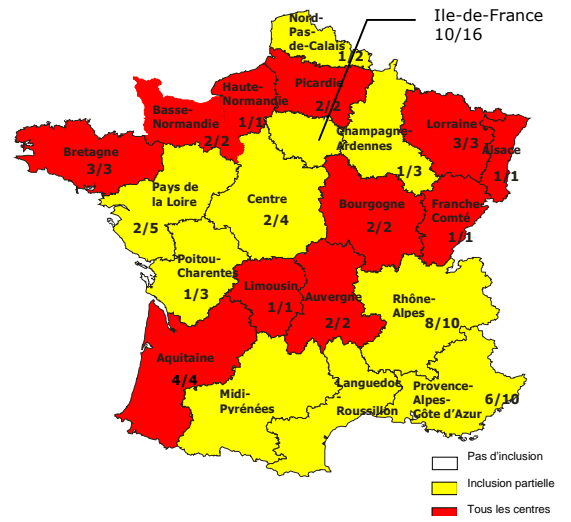 Nord-
Pas-
de-Calais
1/2
Ile-de-France
10/16
Haute-
Normandie
1/1
Picardie
2/2
Basse-
Normandie
2/2
Champagne-
Ardennes
1/3
Lorraine
3/3
Alsace
1/1
Bretagne
3/3
Pays de
la Loire
2/5
Centre
2/4
Bourgogne
2/2
Franche-
Comté
1/1
Poitou-
Charentes
1/3
Limousin
1/1
Auvergne
2/2
Rhône-
Alpes
8/10
Aquitaine
4/4
Midi-
Pyrénées
Languedoc
Roussillon
Provence-
Alpes-
Côte d'Azur
6/10
Pas d'inclusion
Inclusion partielle
Tous les centres